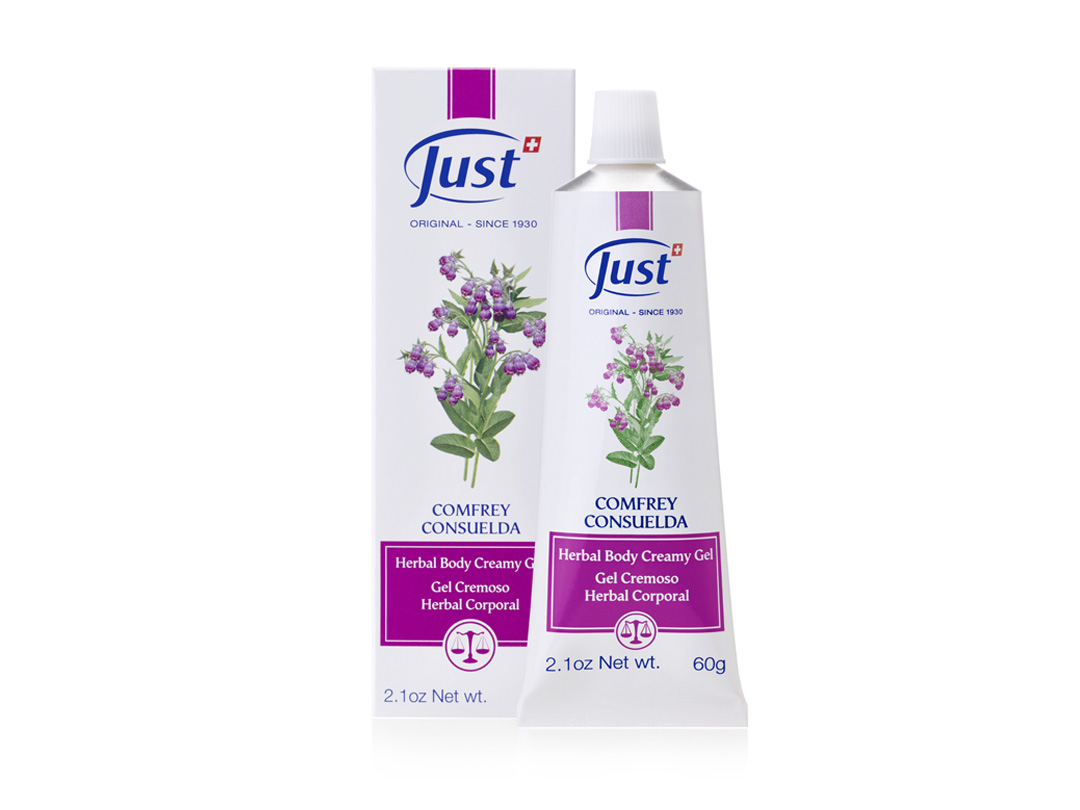 Just
ORIGINAL - SINCE 1930
COMFREY
CONSUELDA
Herbal Body Creamy G
Gel Cremoso
Herbal Corporal
2.1oz Net wt.
Just
ORIGINAL - SINCE 1930
COMFREY
CONSUELDA
Herbal Body Creamy Gel
Gel Cremoso
Herbal Corporal
2.1oz Net wt. 60g